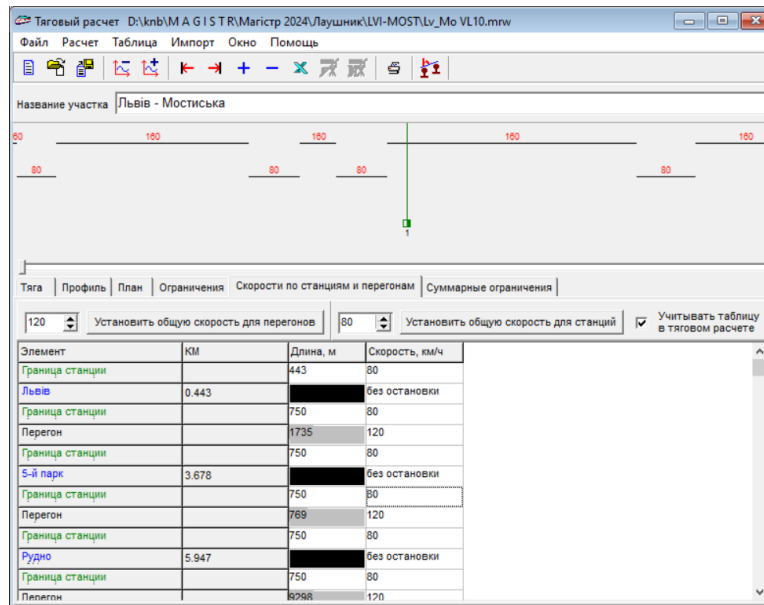 Тяговый расчет D:\knb\M A G I S T R\Магістр 2024\Лаушник\LVI-MOST\Lv_Mo VL10.mrw
Файл Расчет Таблица Импорт Окно Помощь
Название участка Львів - Мостиська
60 160 160 160 160
80 80 80 80
1
Тяга Профиль План Ограничения Скорости по станциям и перегонам Суммарные ограничения
120 Установить общую скорость для перегонов 80 Установить общую скорость для станций Учитывать таблицу
в тяговом расчете
Элемент КМ Длина, м Скорость, км/ч
Граница станции 443 80
Львів 0.443 без остановки
Граница станции 750 80
Перегон 1735 120
Граница станции 750 80
5-й парк 3.678 без остановки
Граница станции 750 80
Перегон 769 120
Граница станции 750 80
Рудно 5.947 без остановки
Граница станции 750 80
Перегон 9298 120